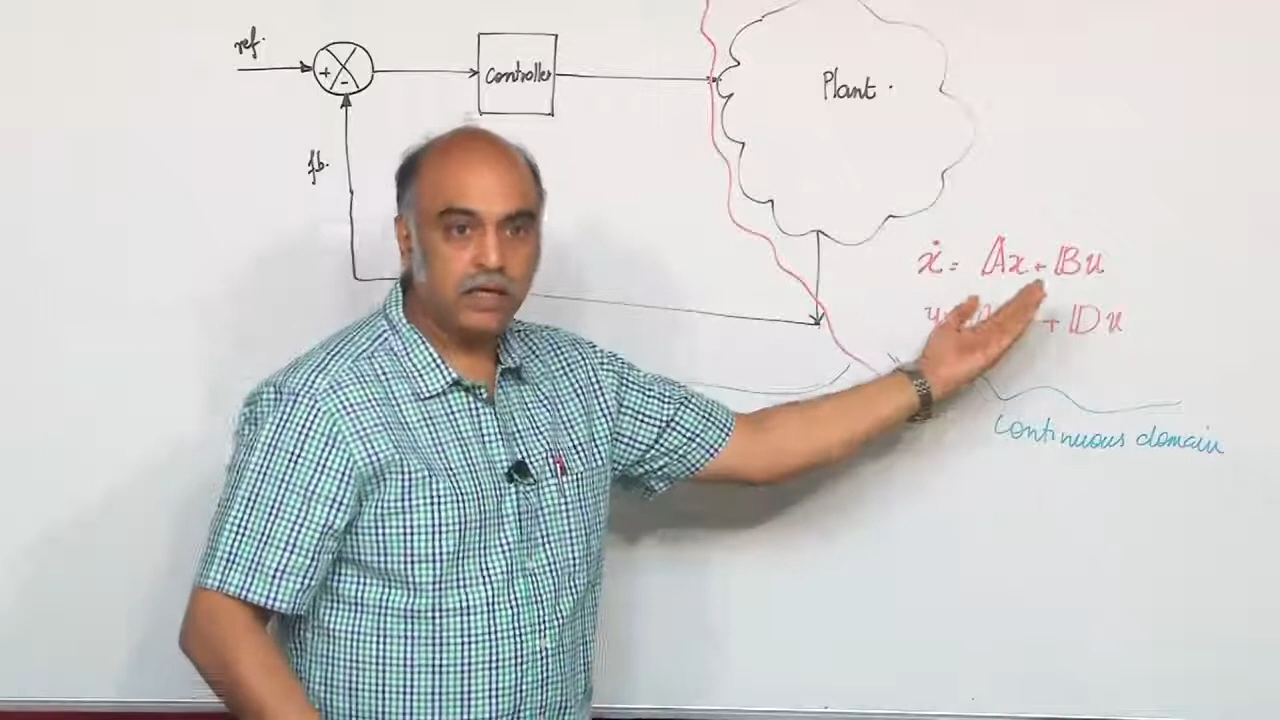 ref.
+
-
Controller
Plant.
fb.
ẋ = Ax + Bu
y = + Du
continuous domain